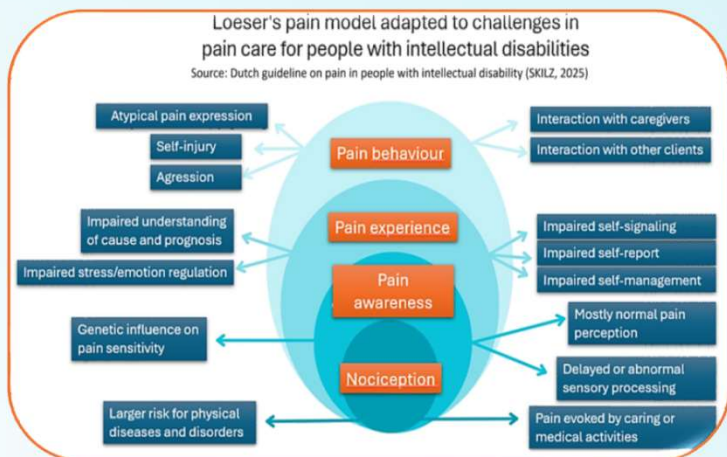 Loeser's pain model adapted to challenges in
pain care for people with intellectual disabilities
Source: Dutch guideline on pain in people with intellectual disability (SKILZ, 2025)
Atypical pain expression
Self-injury
Agression
Pain behaviour
Interaction with caregivers
Interaction with other clients
Impaired understanding
of cause and prognosis
Impaired stress/emotion regulation
Pain experience
Impaired self-signaling
Impaired self-report
Impaired self-management
Pain
awareness
Genetic influence on
pain sensitivity
Mostly normal pain
perception
Delayed or abnormal
sensory processing
Nociception
Larger risk for physical
diseases and disorders
Pain evoked by caring or
medical activities